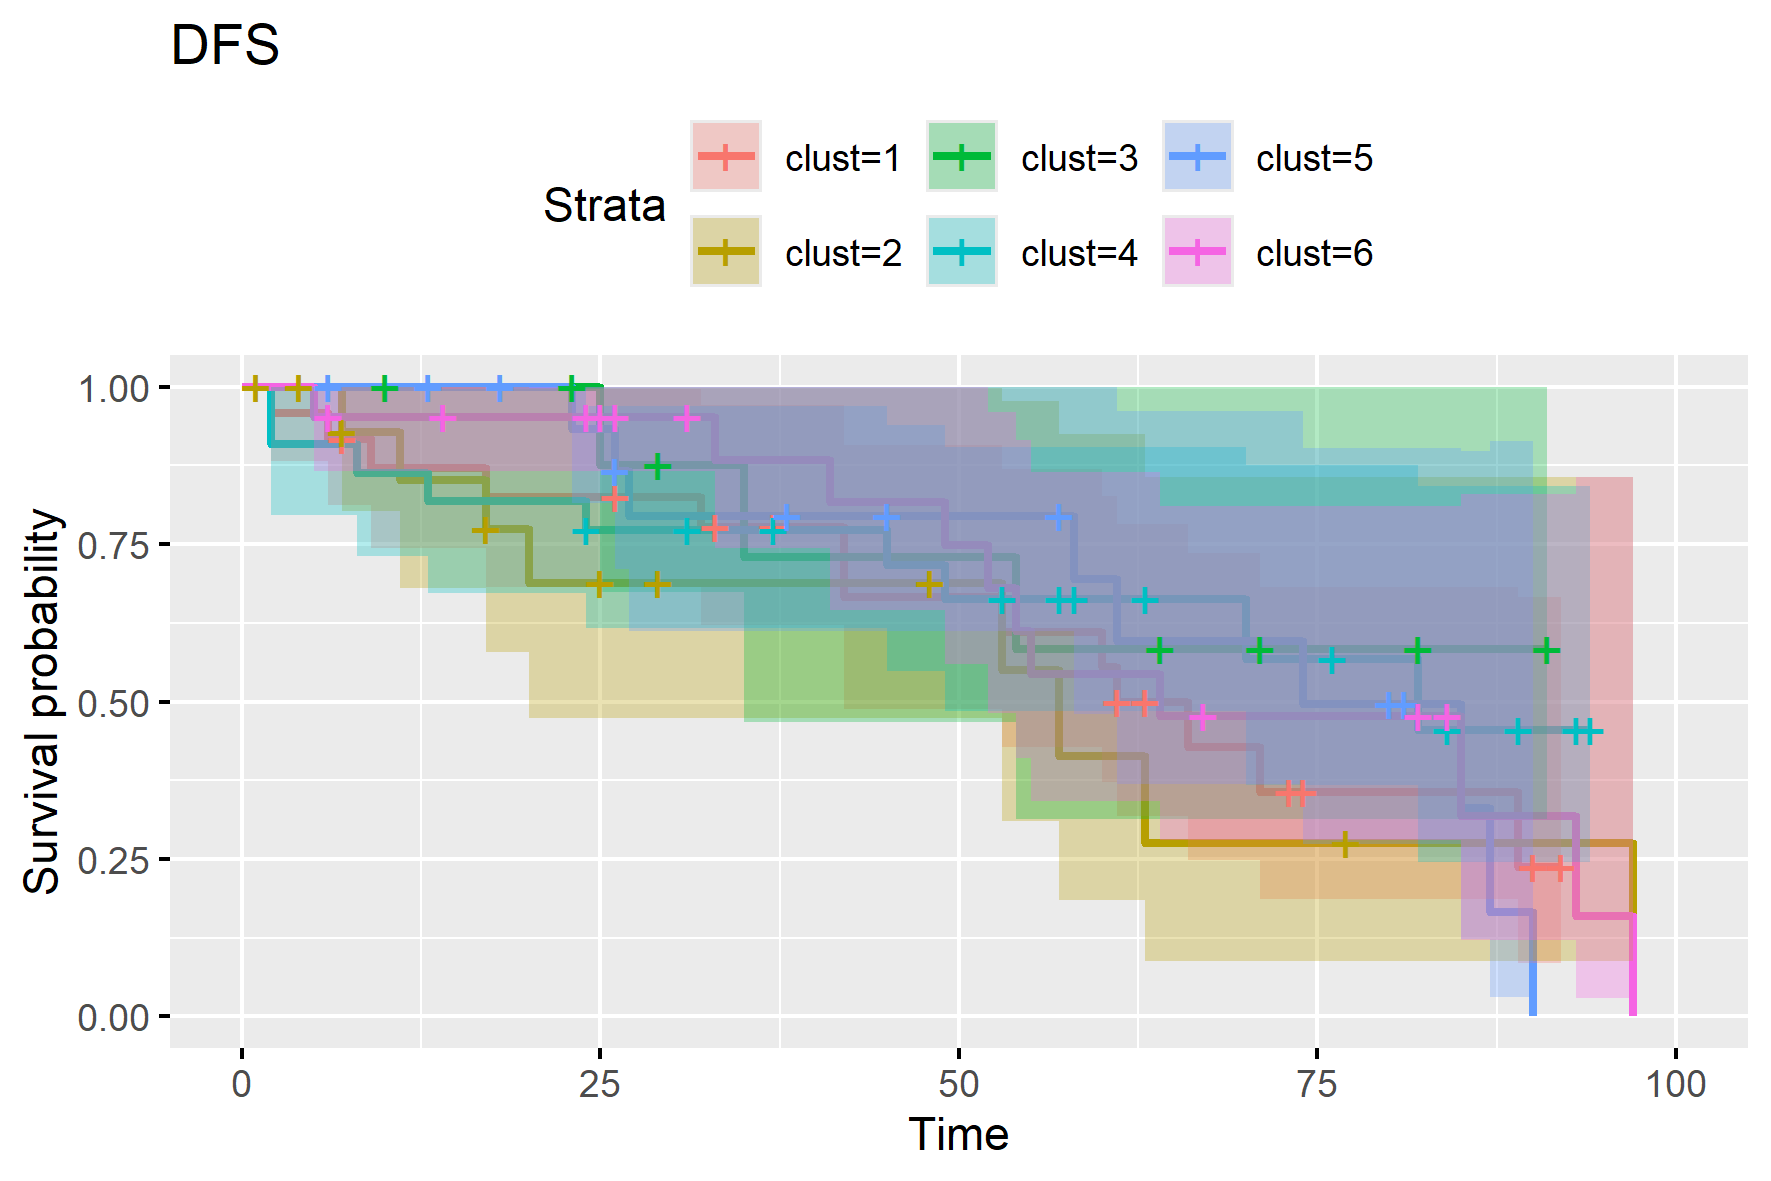 DFS
Strata
clust=1
clust=3
clust=5
clust=2
clust=4
clust=6
Survival probability
1.00
0.75
0.50
0.25
0.00
0
25
50
75
100
Time